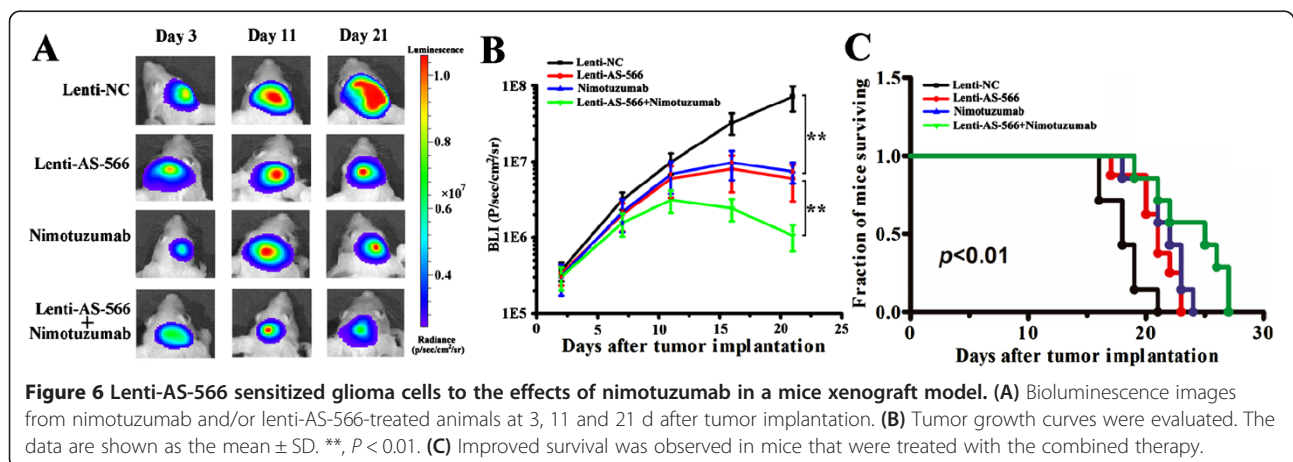 A
Day 3
Day 11
Day 21
Lenti-NC
Lenti-AS-566
Nimotuzumab
Lenti-AS-566
+
Nimotuzumab
Luminescence
1.0
0.8
×10⁷
0.6
0.4
Radiance
(p/sec/cm²/sr)
B
Lenti-NC
Lenti-AS-566
Nimotuzumab
Lenti-AS-566+Nimotuzumab
BLI (P/sec/cm²/sr)
1E8
1E7
1E6
1E5
**
**
0 5 10 15 20 25
Days after tumor implantation
C
Lenti-NC
Lenti-AS-566
Nimotuzumab
Lenti-AS-566+Nimotuzumab
Fraction of mice surviving
1.5
1.0
0.5
0.0
p<0.01
0 10 20 30
Days after tumor implantation
Figure 6 Lenti-AS-566 sensitized glioma cells to the effects of nimotuzumab in a mice xenograft model. (A) Bioluminescence images
from nimotuzumab and/or lenti-AS-566-treated animals at 3, 11 and 21 d after tumor implantation. (B) Tumor growth curves were evaluated. The
data are shown as the mean ± SD. **, P < 0.01. (C) Improved survival was observed in mice that were treated with the combined therapy.